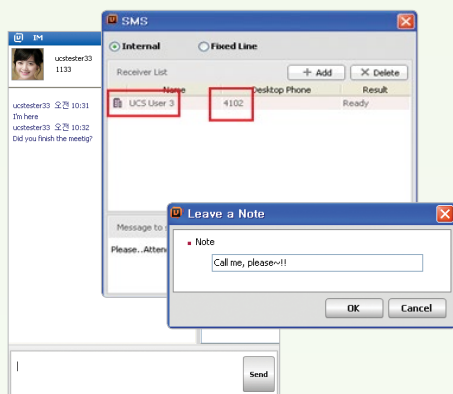 SMS
IM
Internal Fixed Line
ucstester33
1133
Receiver List + Add X Delete
Name Desktop Phone Result
UCS User 3 4102 Ready
ucstester33 오전 10:31
I'm here
ucstester33 오전 10:32
Did you finish the meetig?
Leave a Note
Message to
Note
Please..Atten
Call me, please~!!
OK Cancel
Send